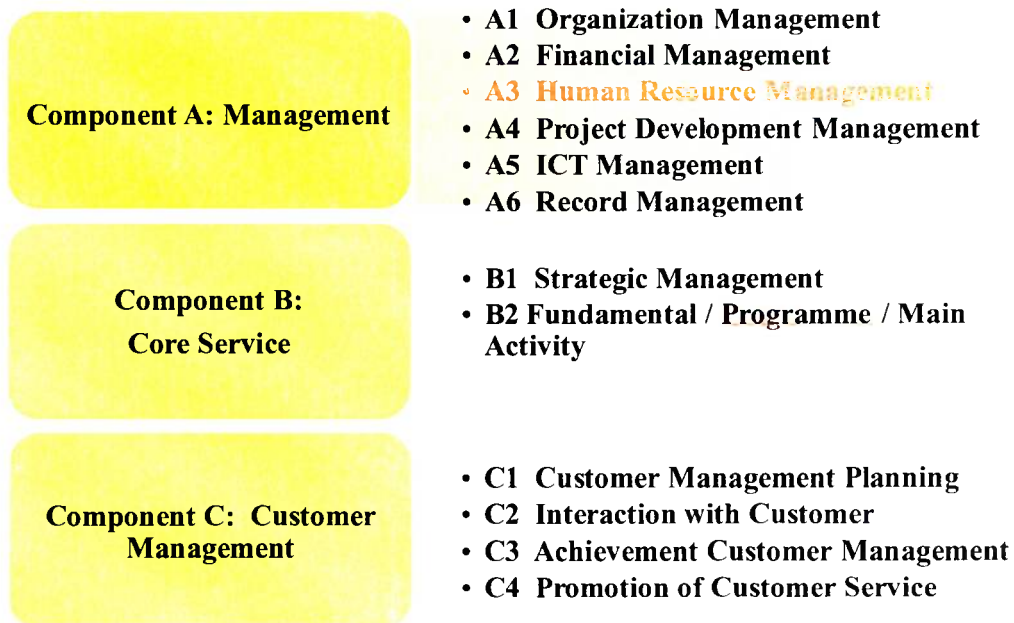 Component A: Management
• A1 Organization Management
• A2 Financial Management
• A3 Human Resource Management
• A4 Project Development Management
• A5 ICT Management
• A6 Record Management
Component B:
Core Service
• B1 Strategic Management
• B2 Fundamental / Programme / Main
Activity
Component C: Customer
Management
• C1 Customer Management Planning
• C2 Interaction with Customer
• C3 Achievement Customer Management
• C4 Promotion of Customer Service